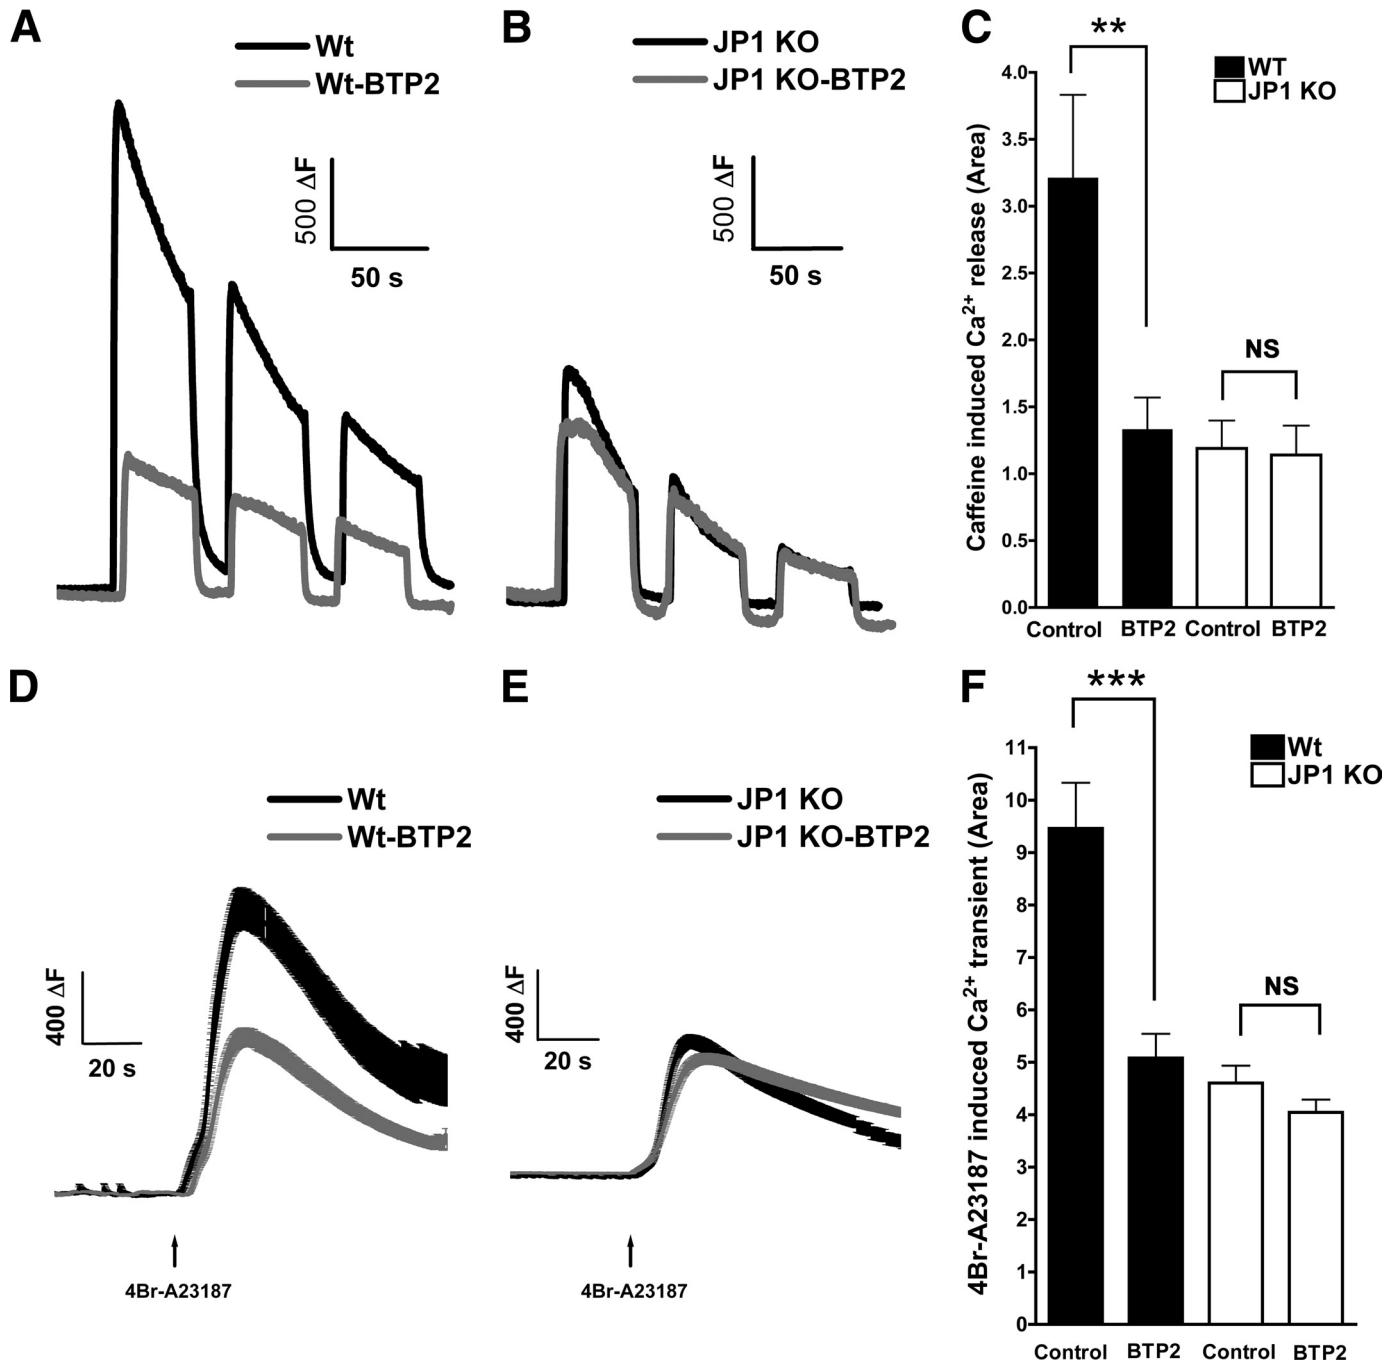 A
Wt
Wt-BTP2
500 ΔF
50 s
B
JP1 KO
JP1 KO-BTP2
500 ΔF
50 s
C
**
WT
JP1 KO
Caffeine induced Ca²⁺ release (Area)
4.0
3.5
3.0
2.5
2.0
1.5
1.0
0.5
0.0
NS
Control BTP2 Control BTP2
D
Wt
Wt-BTP2
400 ΔF
20 s
4Br-A23187
E
JP1 KO
JP1 KO-BTP2
400 ΔF
20 s
4Br-A23187
F
***
Wt
JP1 KO
4Br-A23187 induced Ca²⁺ transient (Area)
11
10
9
8
7
6
5
4
3
2
1
0
NS
Control BTP2 Control BTP2